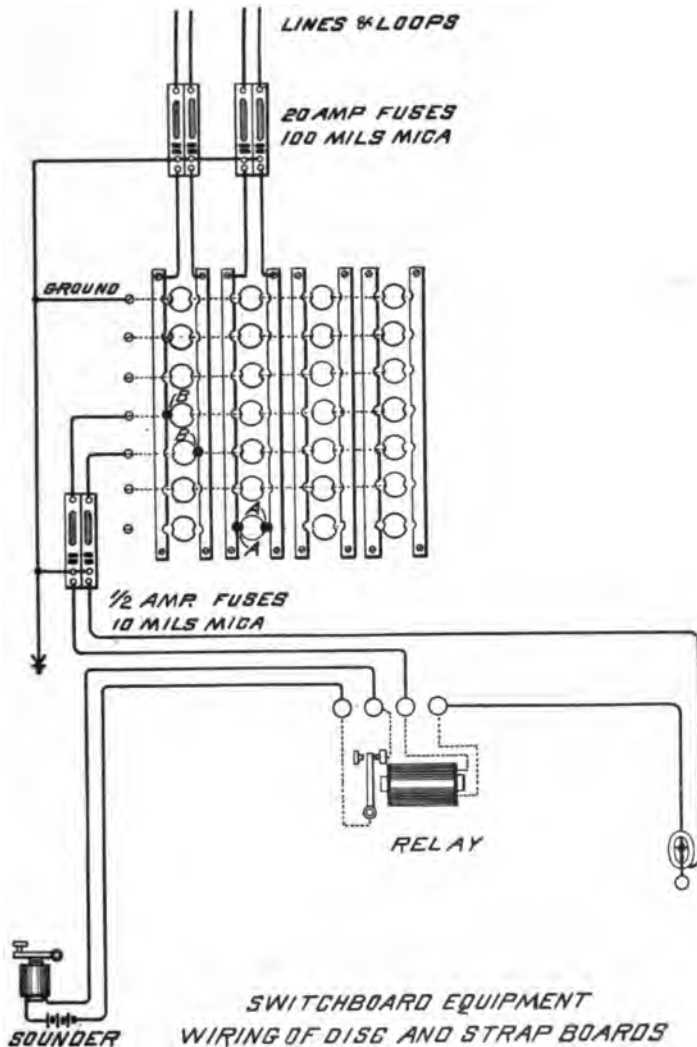 LINES & LOOPS
20 AMP FUSES
100 MILS MICA
GROUND
B
B
A
A
1/2 AMP. FUSES
10 MILS MICA
RELAY
SOUNDER
SWITCHBOARD EQUIPMENT
WIRING OF DISC AND STRAP BOARDS